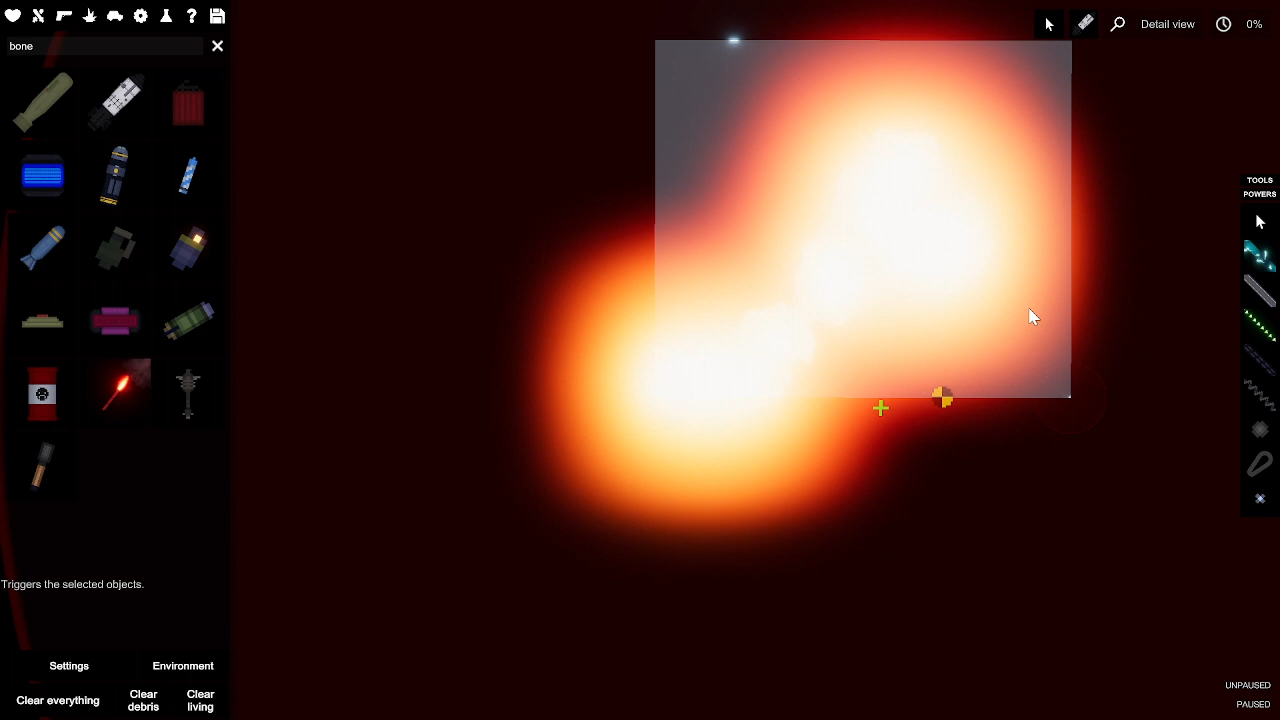 bone
Detail view
0%
TOOLS
POWERS
Triggers the selected objects.
Settings
Environment
Clear everything
Clear
debris
Clear
living
UNPAUSED
PAUSED